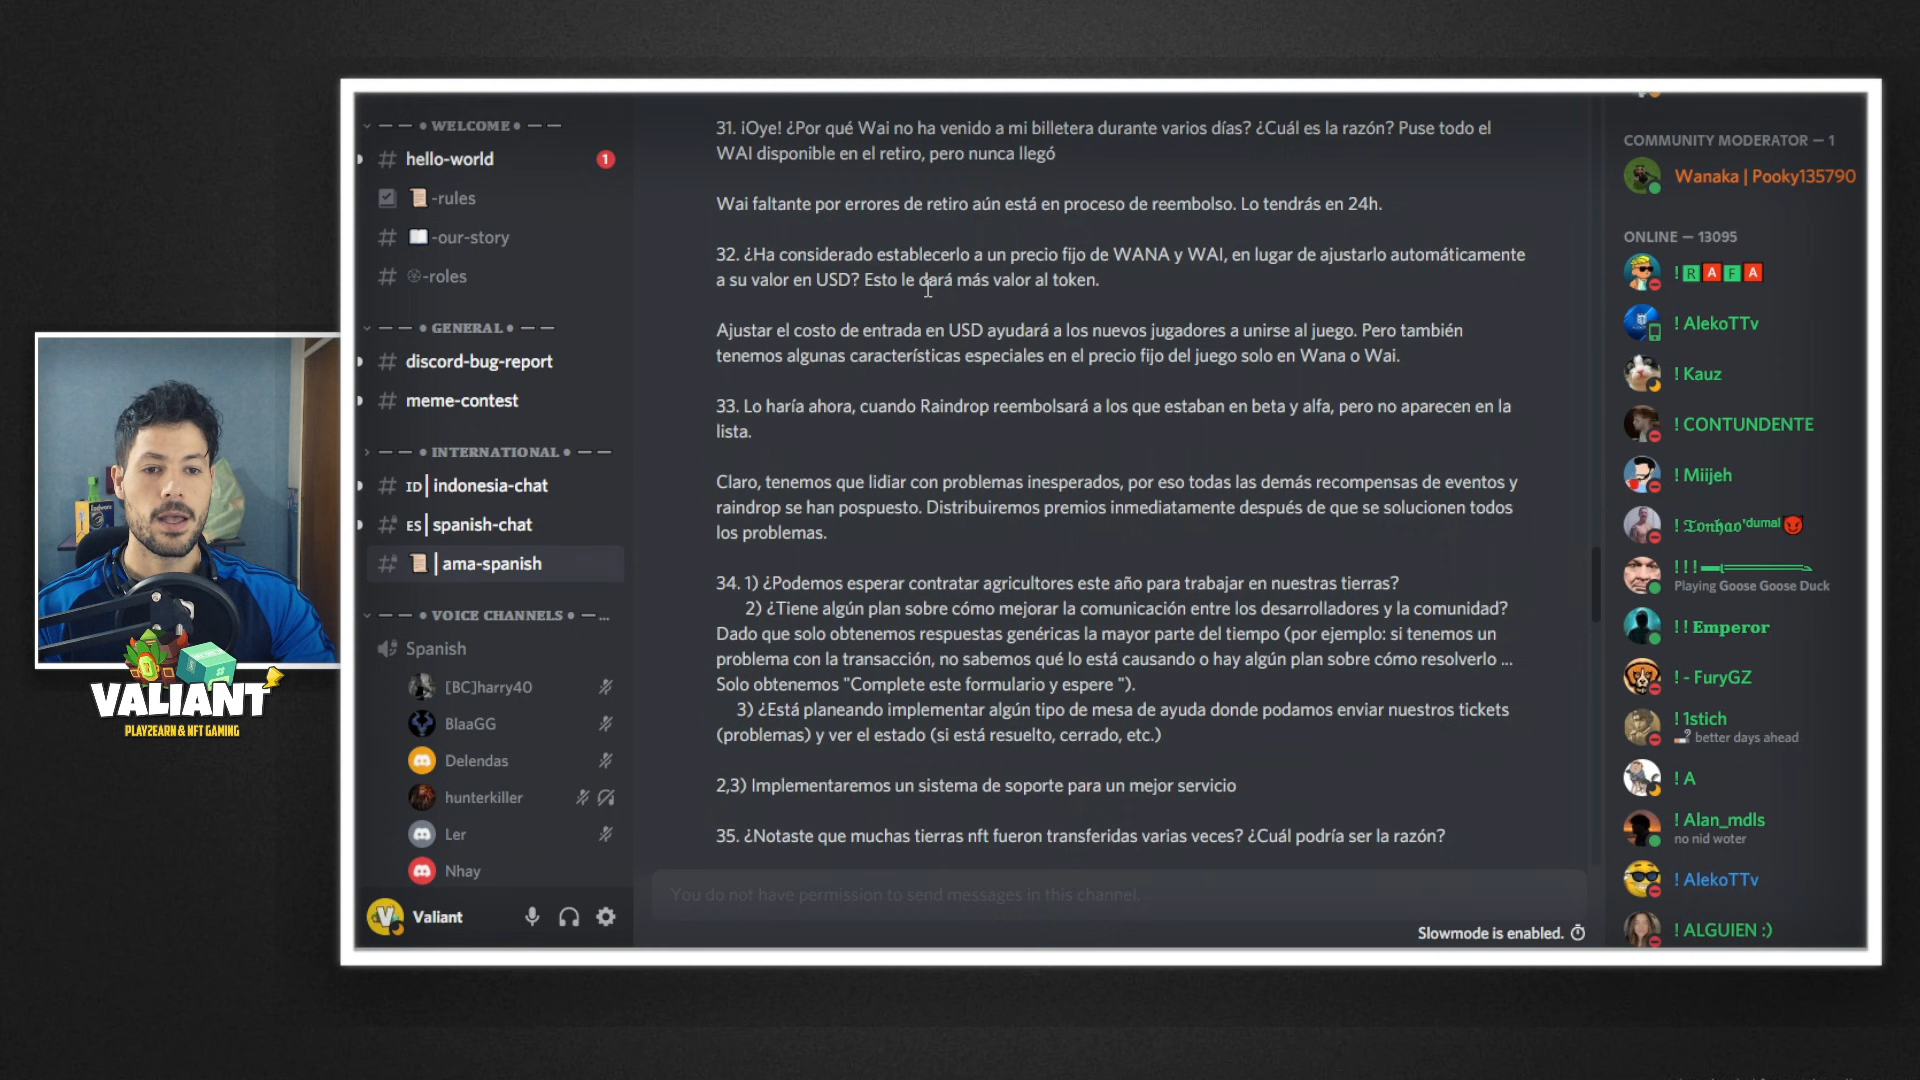 • WELCOME •
hello-world
1
-rules
-our-story
-roles
• GENERAL •
discord-bug-report
meme-contest
• INTERNATIONAL •
ID | indonesia-chat
ES | spanish-chat
| ama-spanish
• VOICE CHANNELS • — ...
Spanish
[BC]harry40
BlaaGG
Delendas
hunterkiller
Ler
Nhay
Valiant
31. ¡Oye! ¿Por qué Wai no ha venido a mi billetera durante varios días? ¿Cuál es la razón? Puse todo el
WAI disponible en el retiro, pero nunca llegó
Wai faltante por errores de retiro aún está en proceso de reembolso. Lo tendrás en 24h.
32. ¿Ha considerado establecerlo a un precio fijo de WANA y WAI, en lugar de ajustarlo automáticamente
a su valor en USD? Esto le dará más valor al token.
Ajustar el costo de entrada en USD ayudará a los nuevos jugadores a unirse al juego. Pero también
tenemos algunas características especiales en el precio fijo del juego solo en Wana o Wai.
33. Lo haría ahora, cuando Raindrop reembolsará a los que estaban en beta y alfa, pero no aparecen en la
lista.
Claro, tenemos que lidiar con problemas inesperados, por eso todas las demás recompensas de eventos y
raindrop se han pospuesto. Distribuiremos premios inmediatamente después de que se solucionen todos
los problemas.
34. 1) ¿Podemos esperar contratar agricultores este año para trabajar en nuestras tierras?
2) ¿Tiene algún plan sobre cómo mejorar la comunicación entre los desarrolladores y la comunidad?
Dado que solo obtenemos respuestas genéricas la mayor parte del tiempo (por ejemplo: si tenemos un
problema con la transacción, no sabemos qué lo está causando o hay algún plan sobre cómo resolverlo ...
Solo obtenemos "Complete este formulario y espere ").
3) ¿Está planeando implementar algún tipo de mesa de ayuda donde podamos enviar nuestros tickets
(problemas) y ver el estado (si está resuelto, cerrado, etc.)
2,3) Implementaremos un sistema de soporte para un mejor servicio
35. ¿Notaste que muchas tierras nft fueron transferidas varias veces? ¿Cuál podría ser la razón?
You do not have permission to send messages in this channel.
Slowmode is enabled.
COMMUNITY MODERATOR — 1
Wanaka | Pooky135790
ONLINE — 13095
! R A F A
! AlekoTTv
! Kauz
! CONTUNDENTE
! Miijeh
! 𝕿𝖔𝖓𝖍𝖆𝖔'dumal
! ! !
Playing Goose Goose Duck
! ! Emperor
! - FuryGZ
! 1stich
better days ahead
! A
! Alan_mdls
no nid woter
! AlekoTTv
! ALGUIEN :)
VALIANT
PLAY2EARN & NFT GAMING